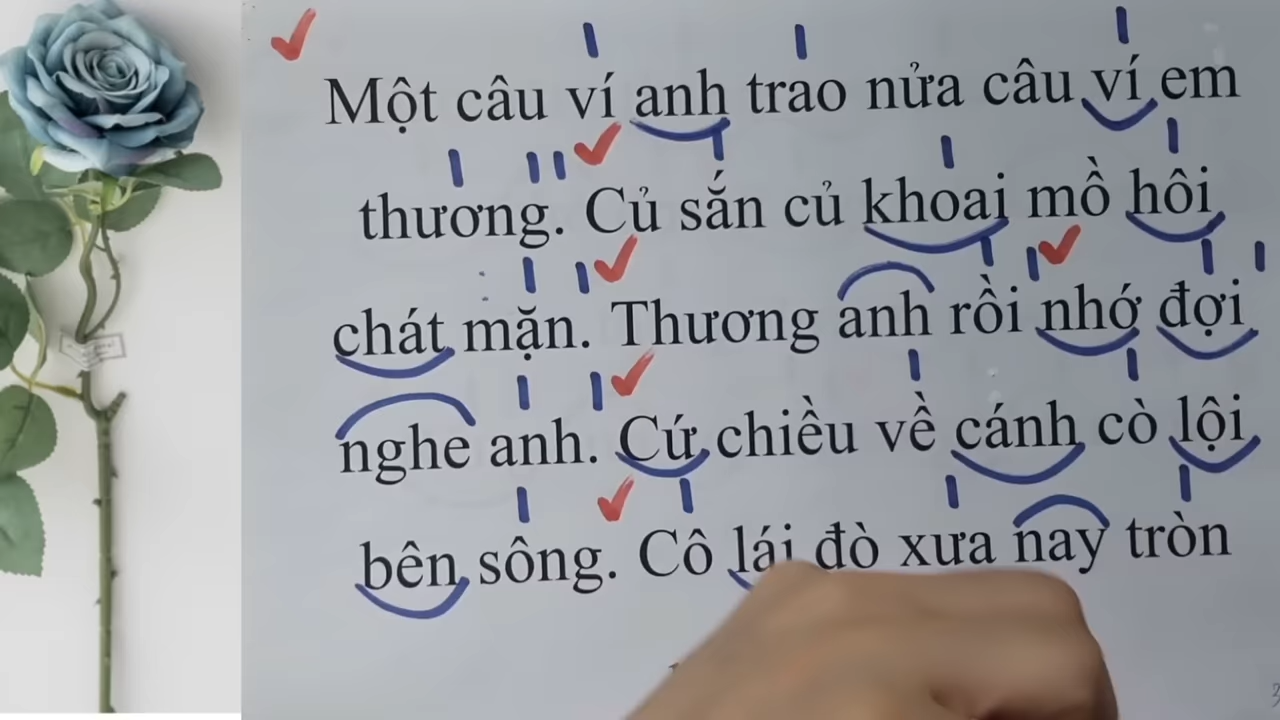 Một câu ví anh trao nửa câu ví em
thương. Củ sắn củ khoai mồ hôi
chát mặn. Thương anh rồi nhớ đợi
nghe anh. Cứ chiều về cánh cò lội
bên sông. Cô lái đò xưa nay tròn